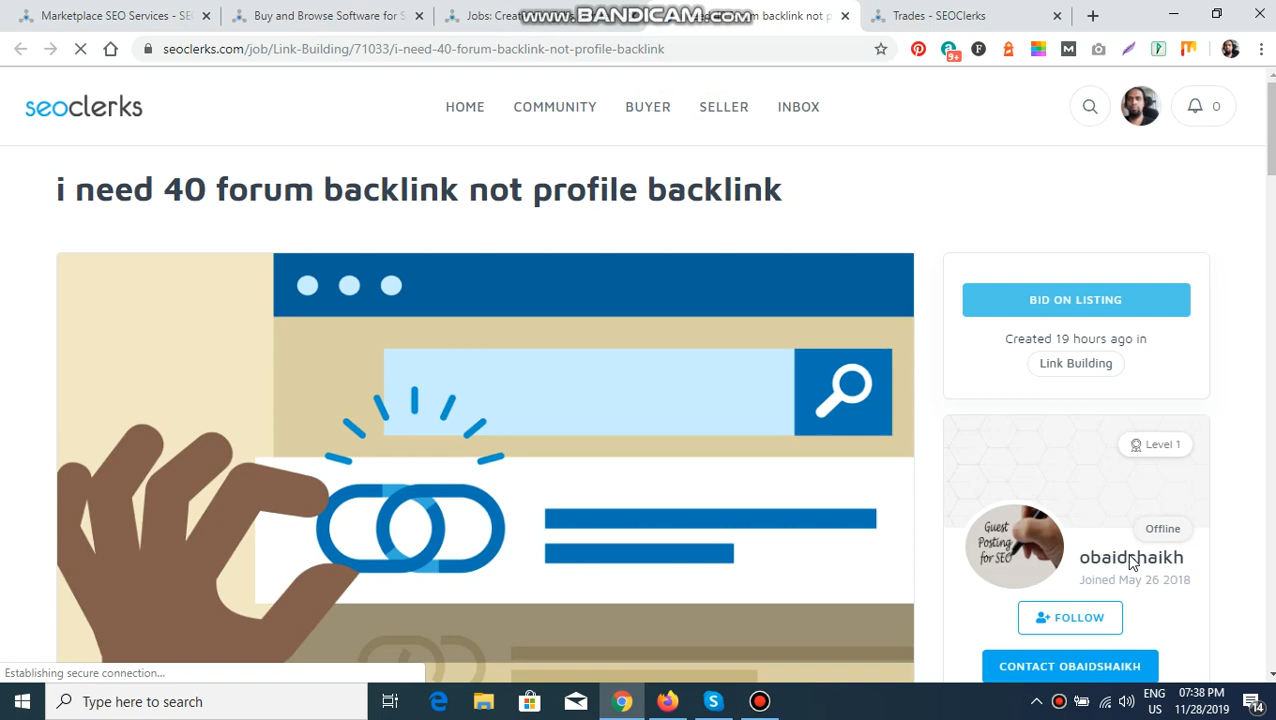 Marketplace SEO Services - SEO
Buy and Browse Software for S
Jobs: Crea
www.BANDICAM.com
backlink not p
Trades - SEOClerks
seoclerks.com/job/Link-Building/71033/i-need-40-forum-backlink-not-profile-backlink
9+
seoclerks
HOME
COMMUNITY
BUYER
SELLER
INBOX
0
i need 40 forum backlink not profile backlink
BID ON LISTING
Created 19 hours ago in
Link Building
Level 1
Guest
Posting
for SEO
Offline
obaidshaikh
Joined May 26 2018
FOLLOW
CONTACT OBAIDSHAIKH
Establishing secure connection...
Type here to search
ENG
US
07:38 PM
11/28/2019
14